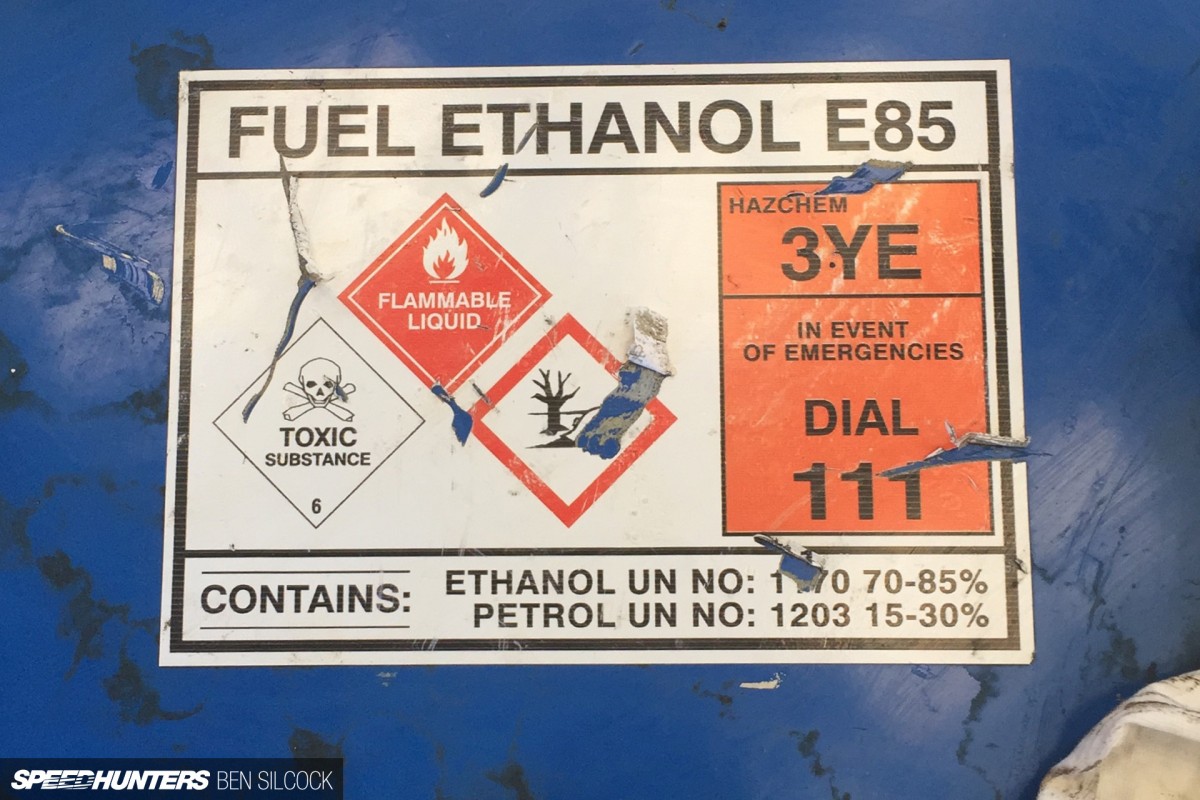 FUEL ETHANOL E85
HAZCHEM
3YE
IN EVENT
OF EMERGENCIES
DIAL
111
FLAMMABLE
LIQUID
TOXIC
SUBSTANCE
6
CONTAINS:
ETHANOL UN NO: 1170 70-85%
PETROL UN NO: 1203 15-30%
SPEEDHUNTERS BEN SILCOCK